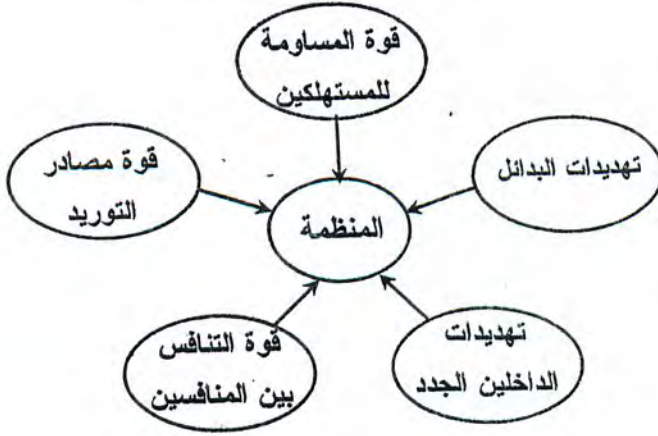 قوة المساومة
للمستهلكين
تهديدات البدائل
قوة مصادر
التوريد
المنظمة
تهديدات
الداخلين الجدد
قوة التنافس
بين المنافسين